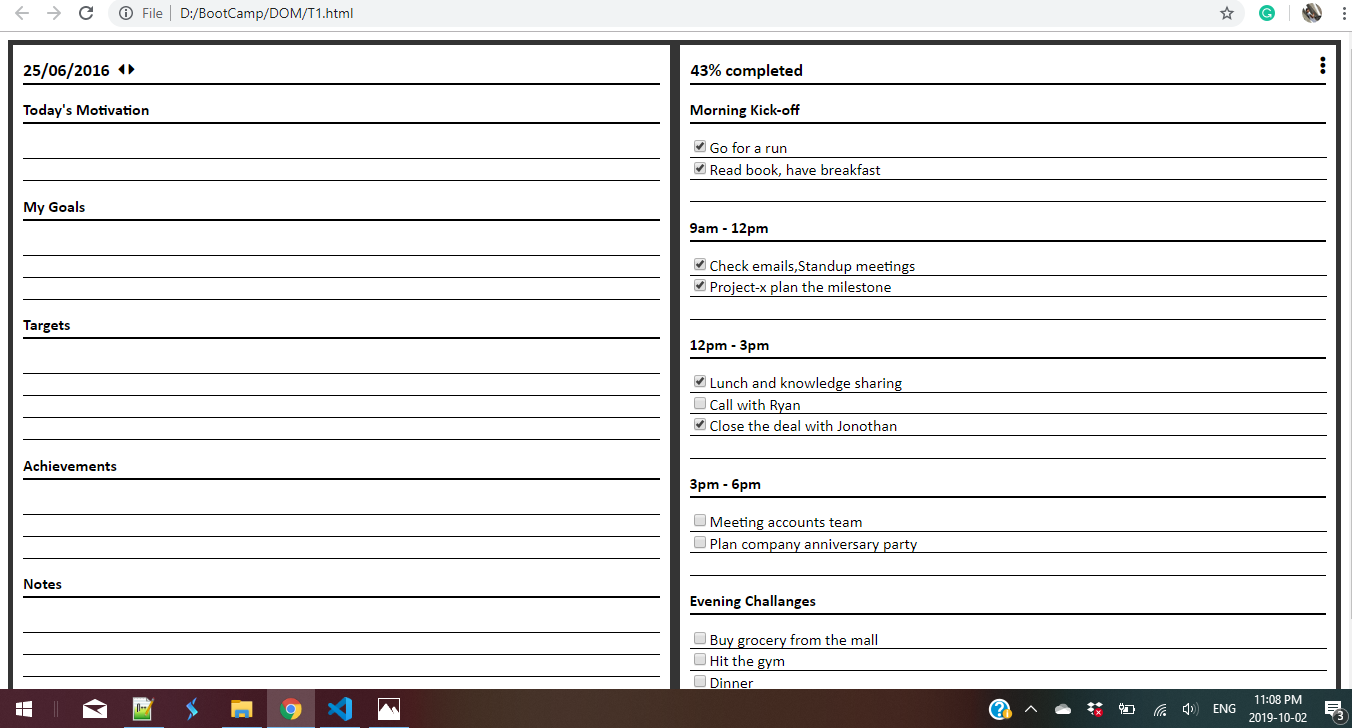 File | D:/BootCamp/DOM/T1.html
25/06/2016
Today's Motivation
My Goals
Targets
Achievements
Notes
43% completed
Morning Kick-off
Go for a run
Read book, have breakfast
9am - 12pm
Check emails,Standup meetings
Project-x plan the milestone
12pm - 3pm
Lunch and knowledge sharing
Call with Ryan
Close the deal with Jonothan
3pm - 6pm
Meeting accounts team
Plan company anniversary party
Evening Challanges
Buy grocery from the mall
Hit the gym
Dinner
ENG
11:08 PM
2019-10-02
3